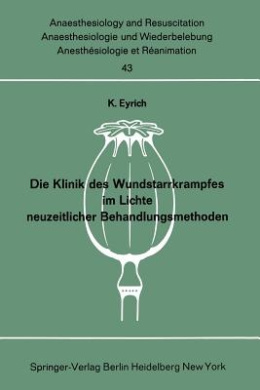 Anaesthesiology and Resuscitation
Anaesthesiologie und Wiederbelebung
Anesthésiologie et Réanimation
43
K. Eyrich
Die Klinik des Wundstarrkrampfes
im Lichte
neuzeitlicher Behandlungsmethoden
Springer-Verlag Berlin Heidelberg New York